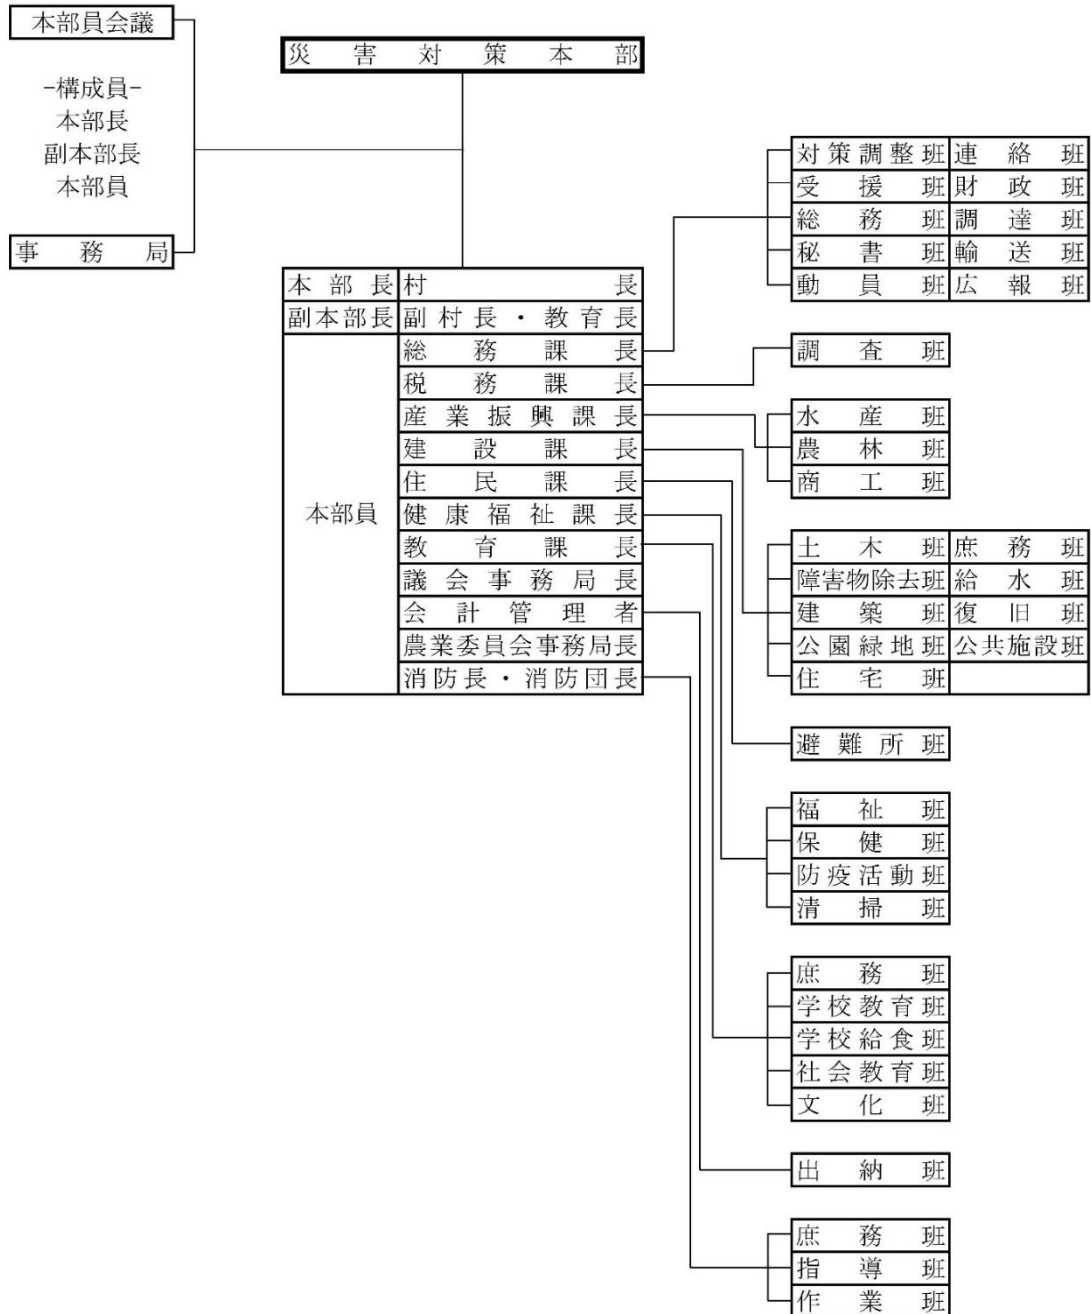 本部員会議
災害対策本部
-構成員-
本部長
副本部長
本部員
事務局
本部長 村長
副本部長 副村長・教育長
本部員
総務課長
税務課長
産業振興課長
建設課長
住民課長
健康福祉課長
教育課長
議会事務局長
会計管理者
農業委員会事務局長
消防長・消防団長
対策調整班 連絡班
受援班 財政班
総務班 調達班
秘書班 輸送班
動員班 広報班
調査班
水産班
農林班
商工班
土木班 庶務班
障害物除去班 給水班
建築班 復旧班
公園緑地班 公共施設班
住宅班
避難所班
福祉班
保健班
防疫活動班
清掃班
庶務班
学校教育班
学校給食班
社会教育班
文化班
出納班
庶務班
指導班
作業班